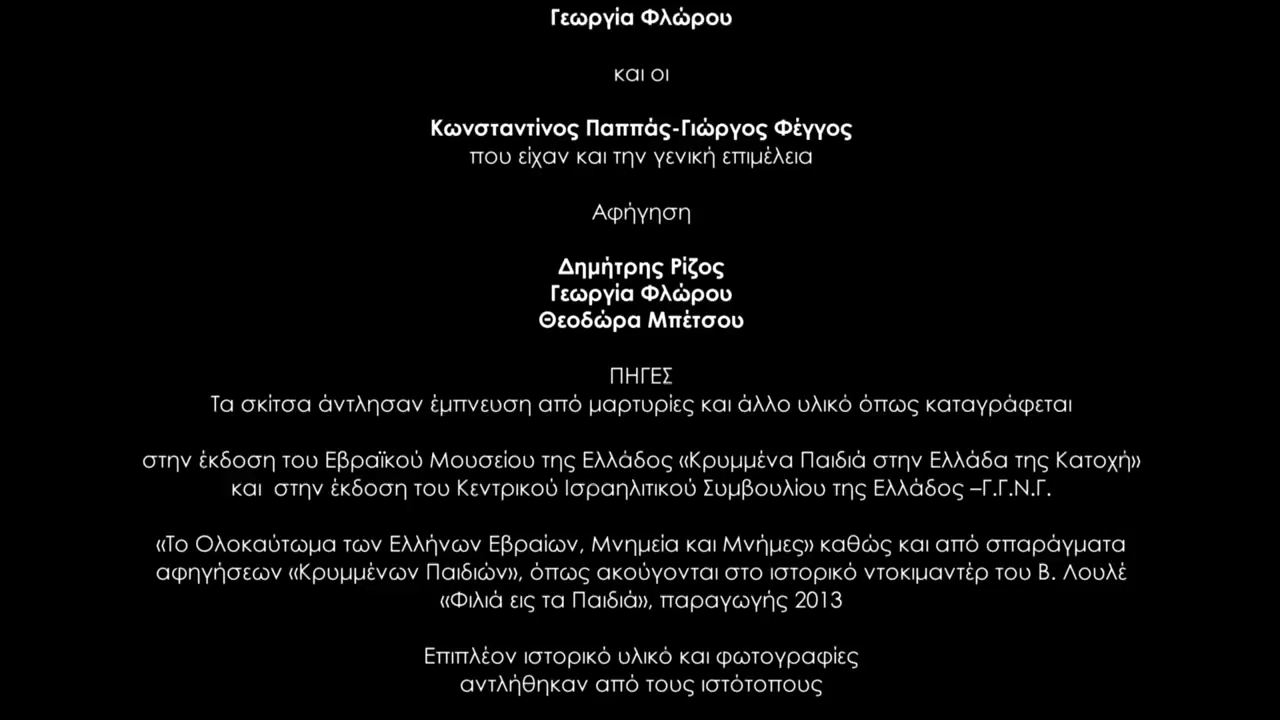 Γεωργία Φλώρου
και οι
Κωνσταντίνος Παππάς-Γιώργος Φέγγος
που είχαν και την γενική επιμέλεια
Αφήγηση
Δημήτρης Ρίζος
Γεωργία Φλώρου
Θεοδώρα Μπέτσου
ΠΗΓΕΣ
Τα σκίτσα άντλησαν έμπνευση από μαρτυρίες και άλλο υλικό όπως καταγράφεται
στην έκδοση του Εβραϊκού Μουσείου της Ελλάδος «Κρυμμένα Παιδιά στην Ελλάδα της Κατοχή»
και στην έκδοση του Κεντρικού Ισραηλιτικού Συμβουλίου της Ελλάδος –Γ.Γ.Ν.Γ.
«Το Ολοκαύτωμα των Ελλήνων Εβραίων, Μνημεία και Μνήμες» καθώς και από σπαράγματα
αφηγήσεων «Κρυμμένων Παιδιών», όπως ακούγονται στο ιστορικό ντοκιμαντέρ του Β. Λουλέ
«Φιλιά εις τα Παιδιά», παραγωγής 2013
Επιπλέον ιστορικό υλικό και φωτογραφίες
αντλήθηκαν από τους ιστότοπους